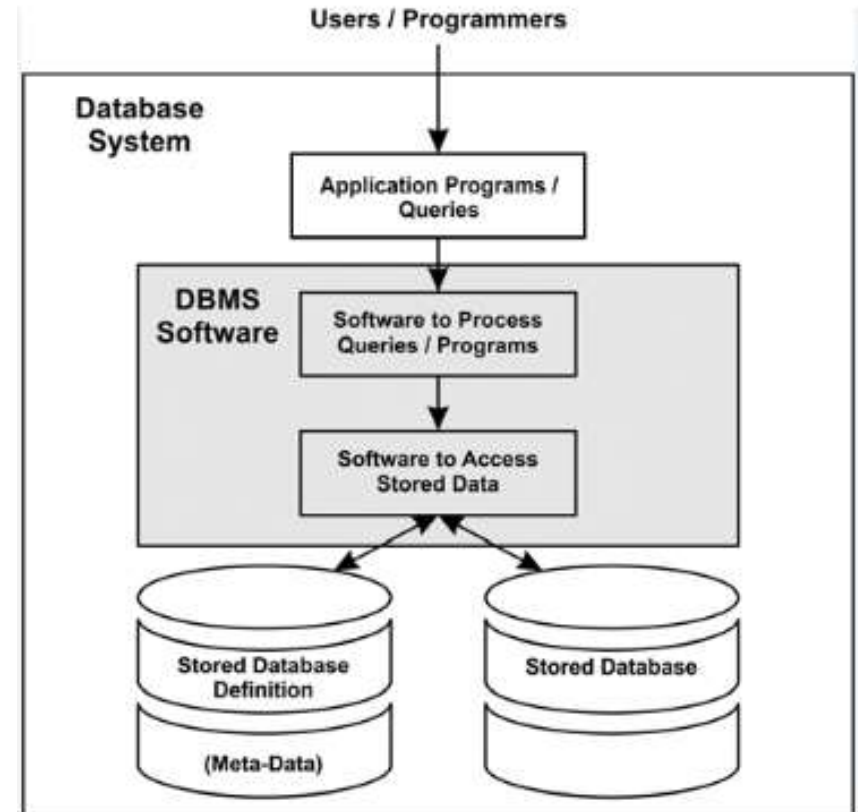 Users / Programmers
Database
System
Application Programs /
Queries
DBMS
Software
Software to Process
Queries / Programs
Software to Access
Stored Data
Stored Database
Definition
(Meta-Data)
Stored Database